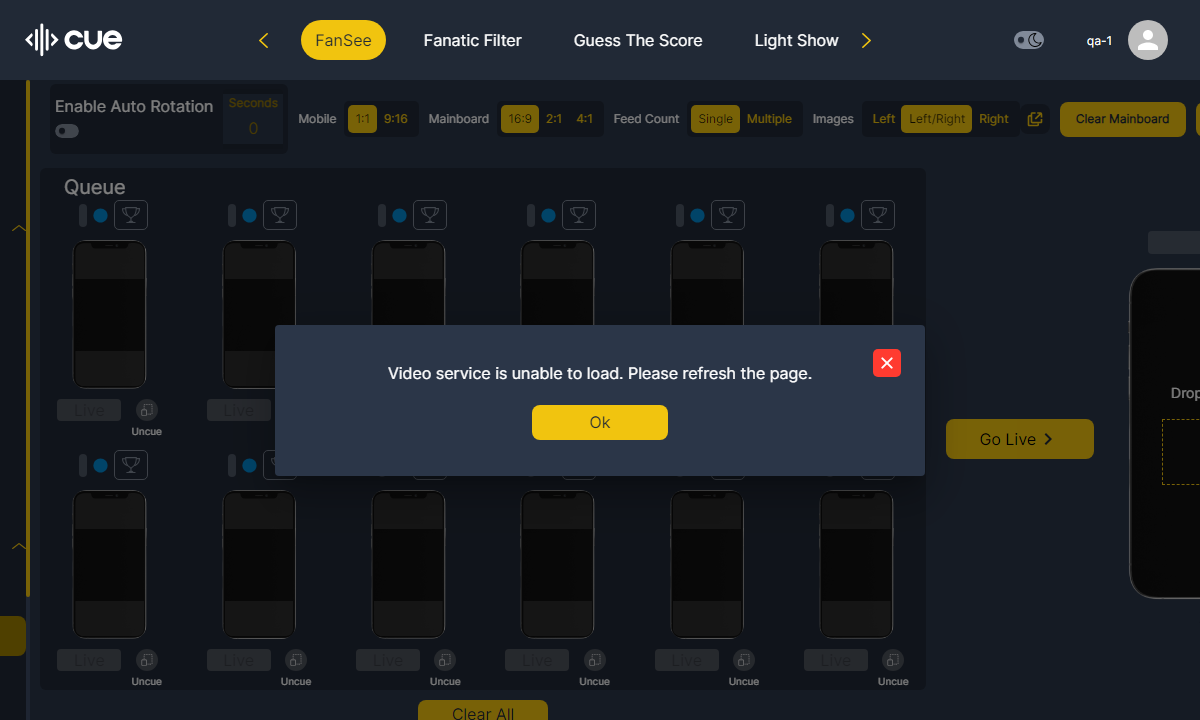 cue
FanSee
Fanatic Filter
Guess The Score
Light Show
qa-1
Enable Auto Rotation
Seconds
0
Mobile
1:1
9:16
Mainboard
16:9
2:1
4:1
Feed Count
Single
Multiple
Images
Left
Left/Right
Right
Clear Mainboard
Queue
Live
Live
Uncue
Video service is unable to load. Please refresh the page.
Ok
Go Live
Drop
Live
Live
Live
Live
Live
Live
Uncue
Uncue
Uncue
Uncue
Uncue
Uncue
Clear All